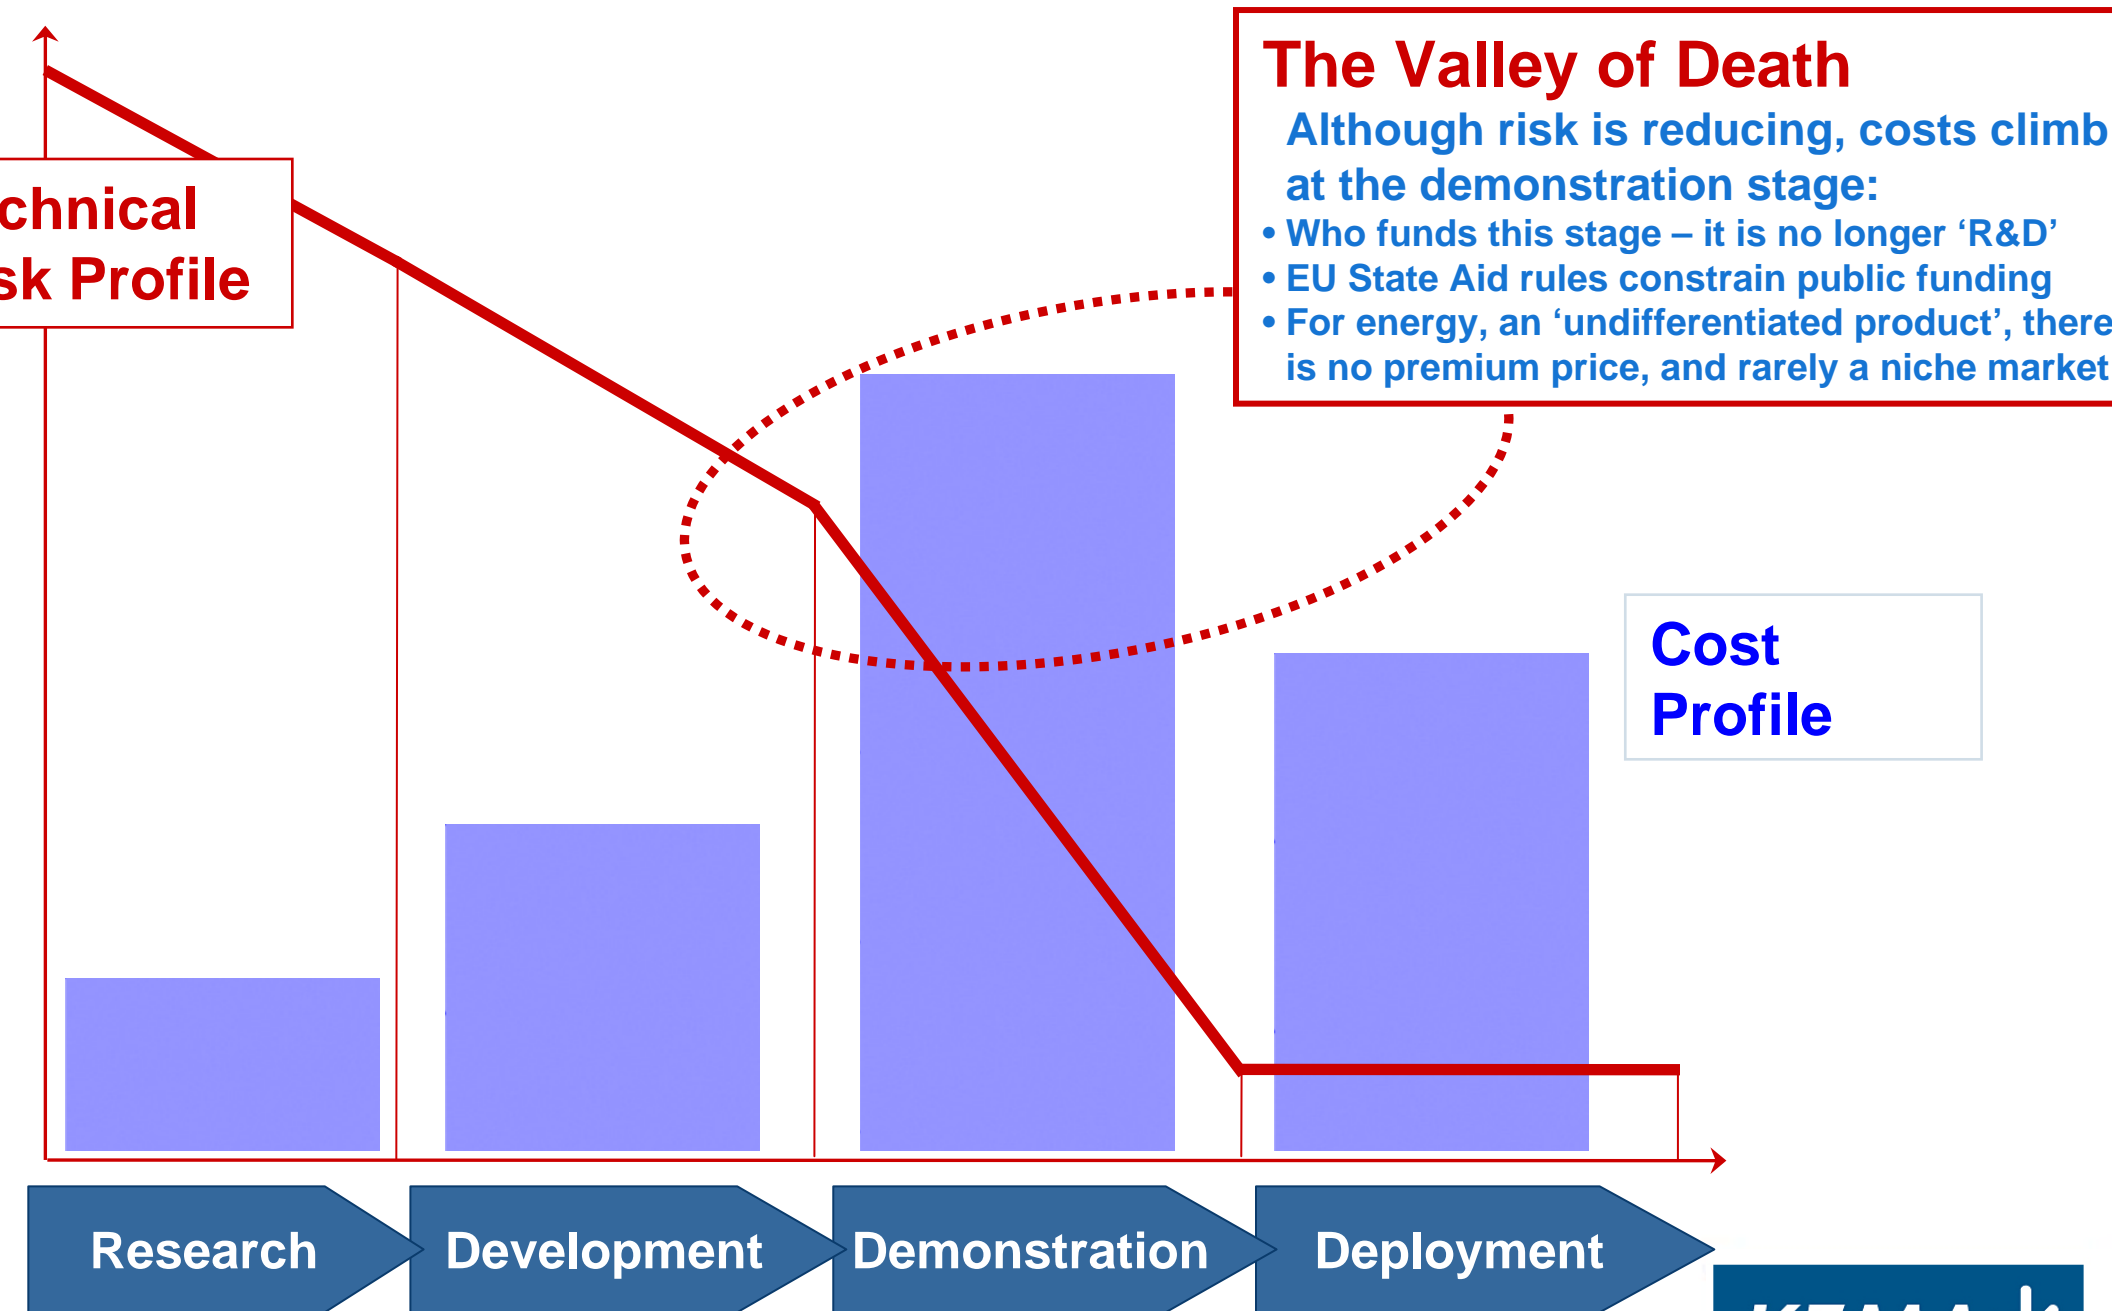 The Valley of Death
Although risk is reducing, costs climb
at the demonstration stage:
• Who funds this stage – it is no longer ‘R&D’
• EU State Aid rules constrain public funding
• For energy, an ‘undifferentiated product’, there
is no premium price, and rarely a niche market
chnical
sk Profile
Cost
Profile
Research
Development
Demonstration
Deployment